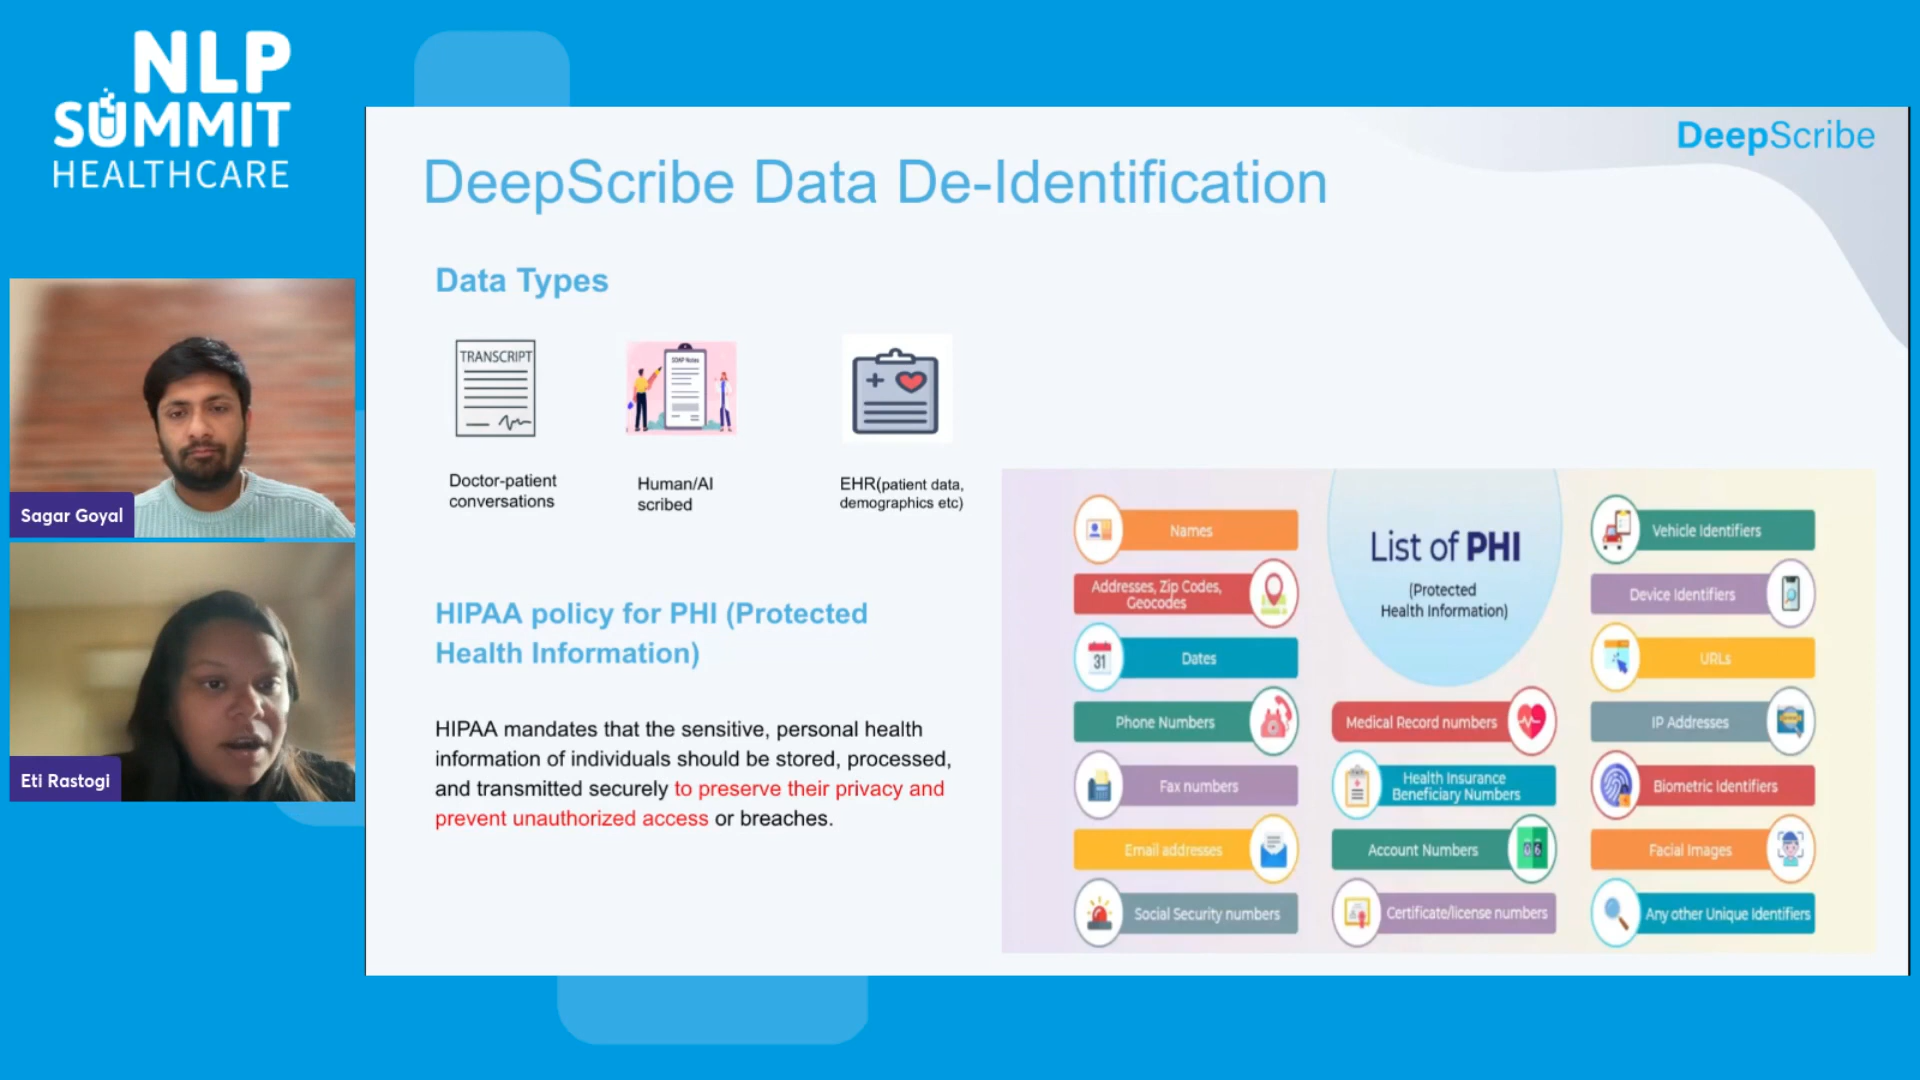 NLP
SUMMIT
HEALTHCARE
DeepScribe
DeepScribe Data De-Identification
Data Types
TRANSCRIPT
SOAP Notes
Doctor-patient
conversations
Human/AI
scribed
EHR(patient data,
demographics etc)
HIPAA policy for PHI (Protected
Health Information)
HIPAA mandates that the sensitive, personal health
information of individuals should be stored, processed,
and transmitted securely to preserve their privacy and
prevent unauthorized access or breaches.
List of PHI
(Protected
Health Information)
Names
Addresses, Zip Codes,
Geocodes
31
Dates
Phone Numbers
Fax numbers
Email addresses
Social Security numbers
Medical Record numbers
Health Insurance
Beneficiary Numbers
Account Numbers
Certificate/license numbers
Vehicle Identifiers
Device Identifiers
URLs
IP Addresses
Biometric Identifiers
Facial Images
Any other Unique Identifiers
Sagar Goyal
Eti Rastogi